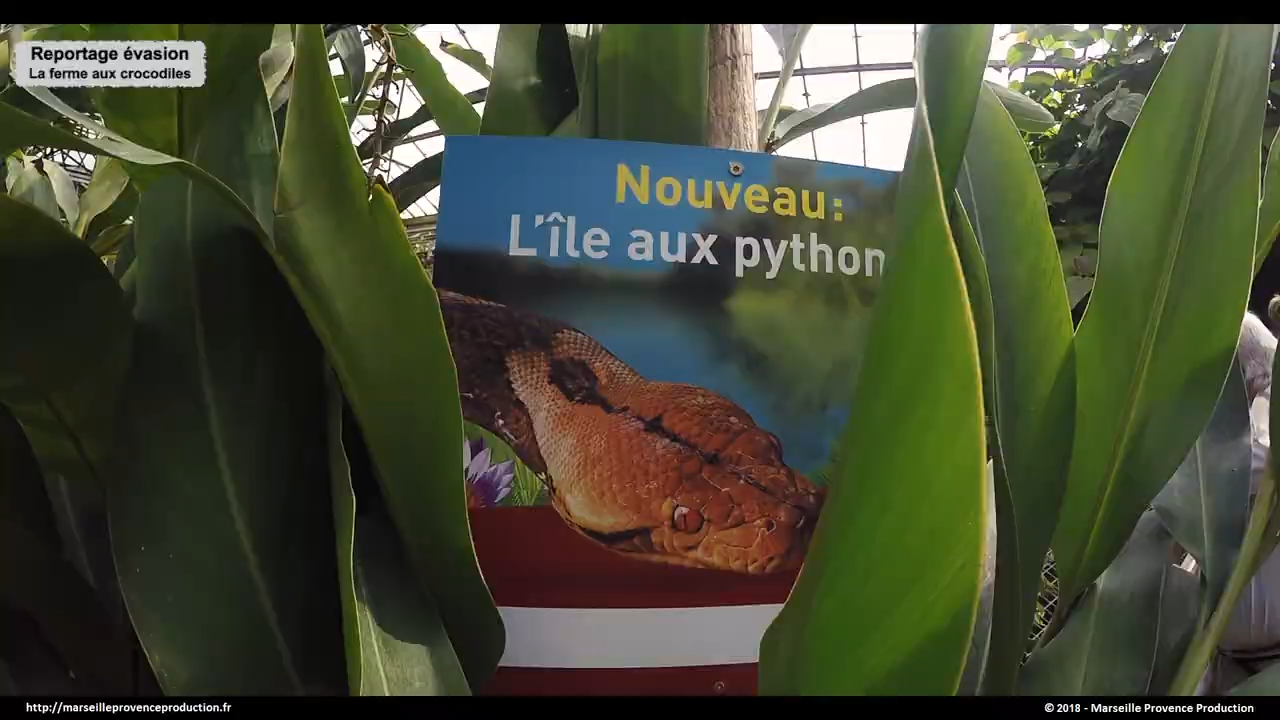 Reportage évasion
La ferme aux crocodiles
Nouveau:
L'île aux python
http://marseilleprovenceproduction.fr
© 2018 - Marseille Provence Production